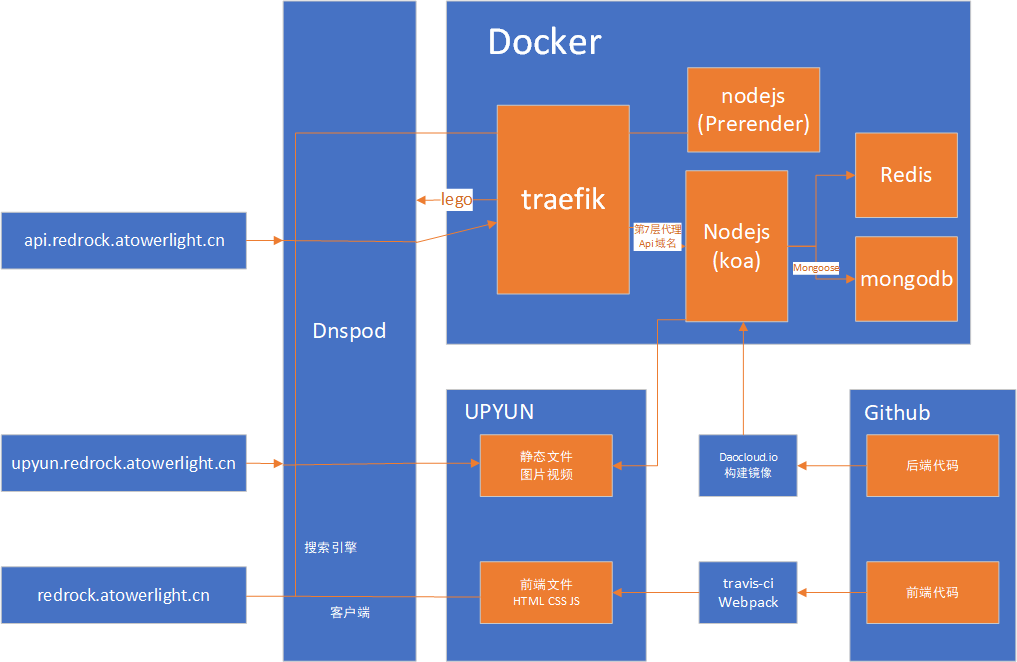 Docker
nodejs
(Prerender)
traefik
Redis
lego
第7层代理
Api域名
Nodejs
(koa)
Mongoose
mongodb
api.redrock.atowerlight.cn
Dnspod
UPYUN
Github
upyun.redrock.atowerlight.cn
静态文件
图片视频
Daocloud.io
构建镜像
后端代码
搜索引擎
redrock.atowerlight.cn
客户端
前端文件
HTML CSS JS
travis-ci
Webpack
前端代码